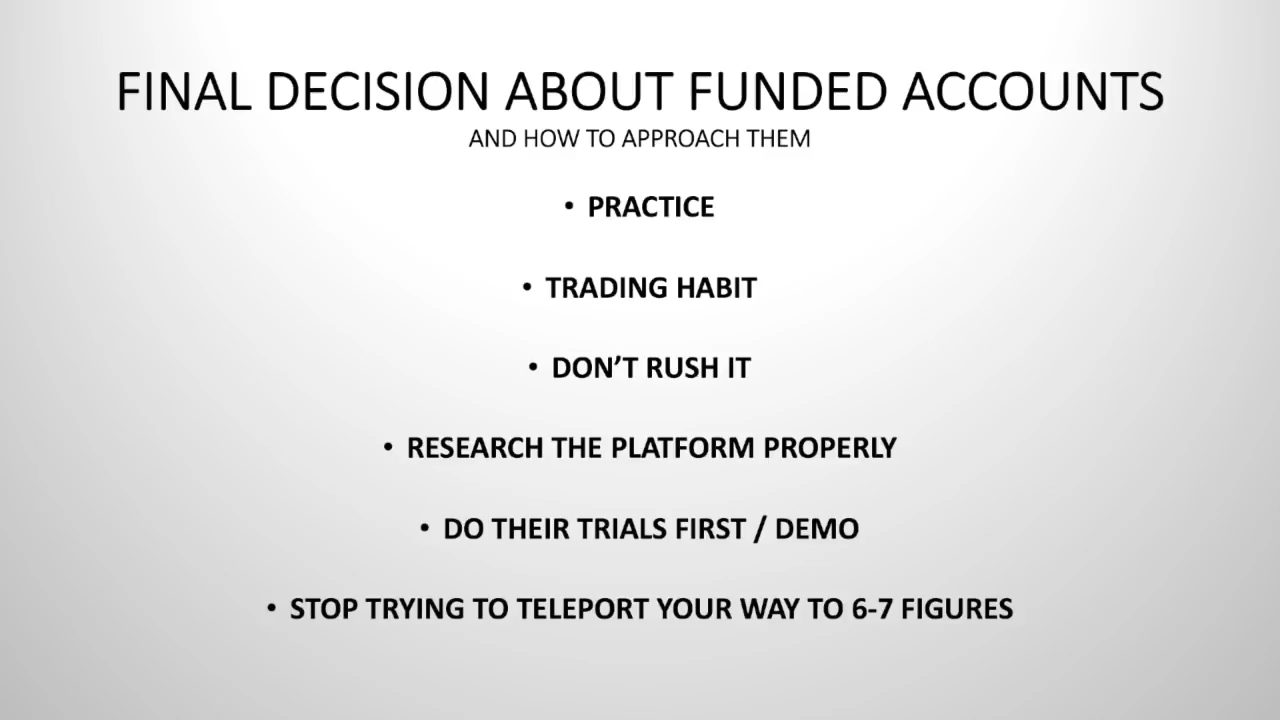 FINAL DECISION ABOUT FUNDED ACCOUNTS
AND HOW TO APPROACH THEM
• PRACTICE
• TRADING HABIT
• DON’T RUSH IT
• RESEARCH THE PLATFORM PROPERLY
• DO THEIR TRIALS FIRST / DEMO
• STOP TRYING TO TELEPORT YOUR WAY TO 6-7 FIGURES